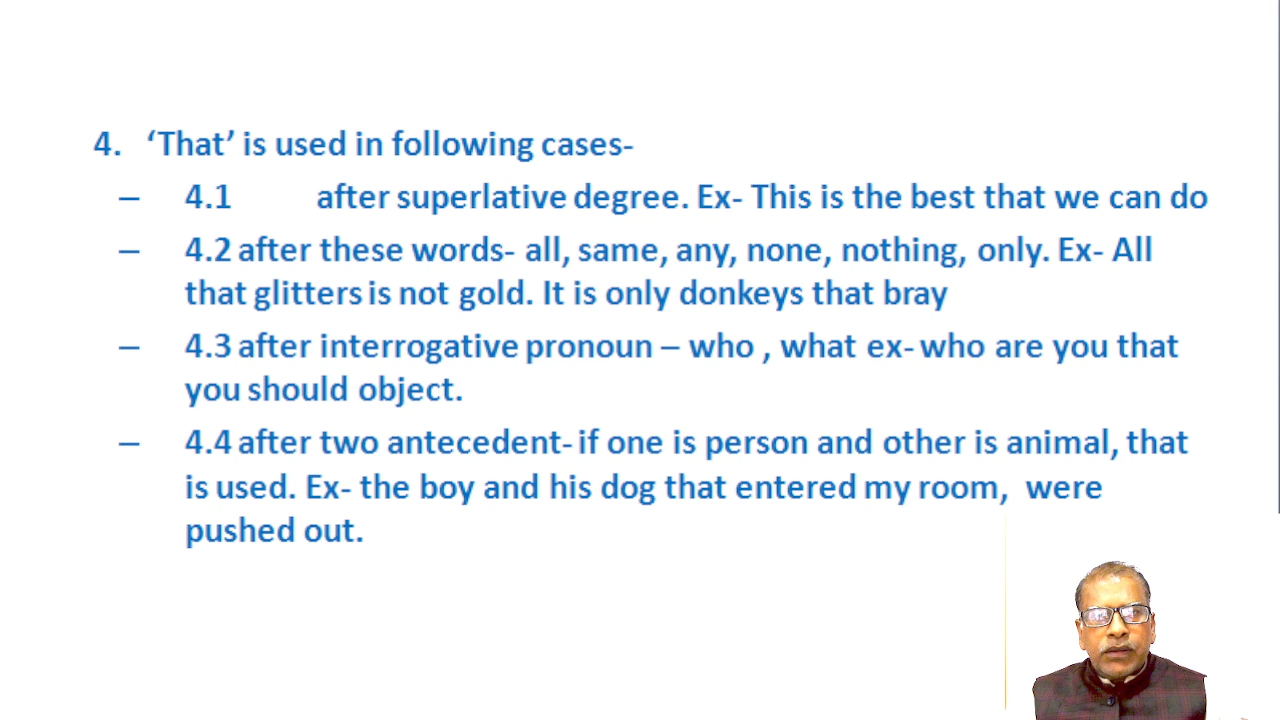 4. ‘That’ is used in following cases-
– 4.1 after superlative degree. Ex- This is the best that we can do
– 4.2 after these words- all, same, any, none, nothing, only. Ex- All
that glitters is not gold. It is only donkeys that bray
– 4.3 after interrogative pronoun – who , what ex- who are you that
you should object.
– 4.4 after two antecedent- if one is person and other is animal, that
is used. Ex- the boy and his dog that entered my room, were
pushed out.